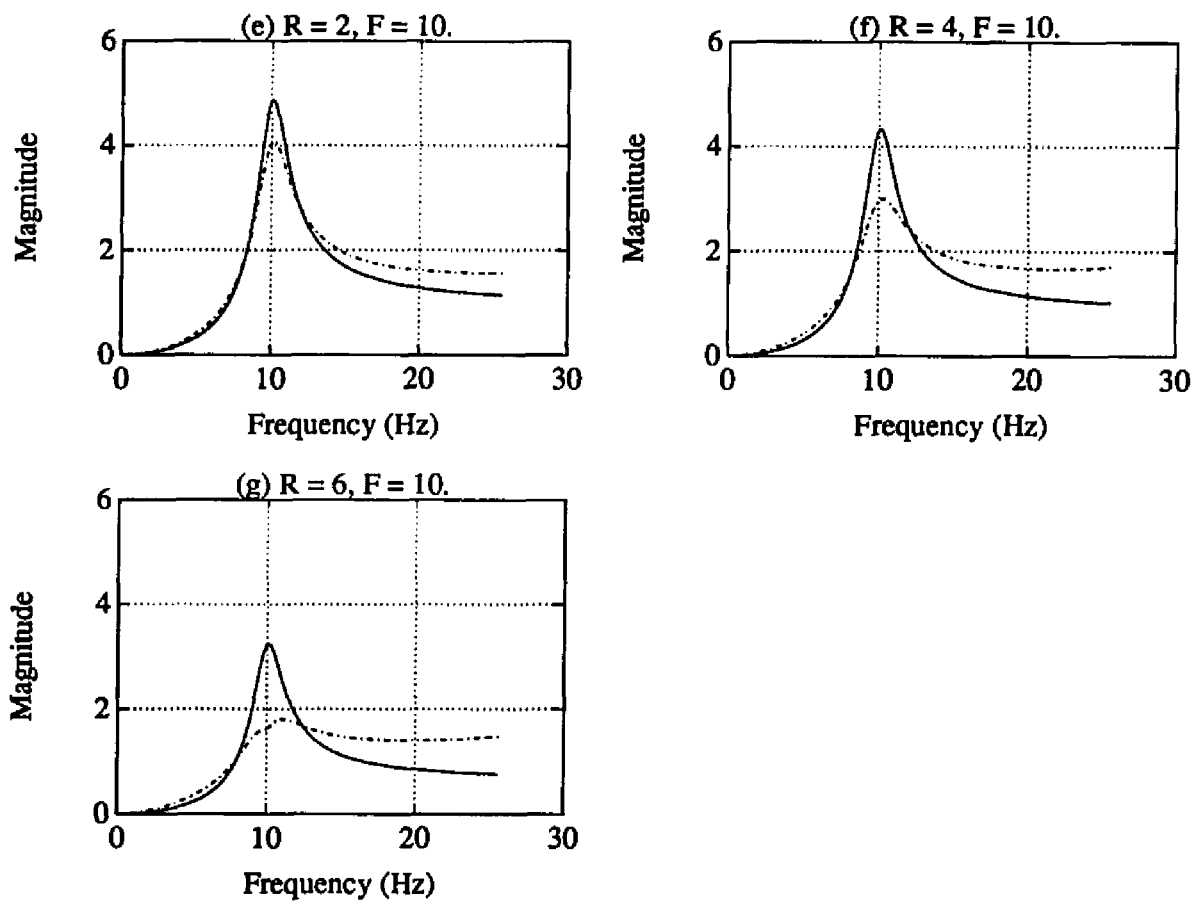 (e) R = 2, F = 10.
6
4
2
0
Magnitude
0 10 20 30
Frequency (Hz)
(f) R = 4, F = 10.
6
4
2
0
Magnitude
0 10 20 30
Frequency (Hz)
(g) R = 6, F = 10.
6
4
2
0
Magnitude
0 10 20 30
Frequency (Hz)